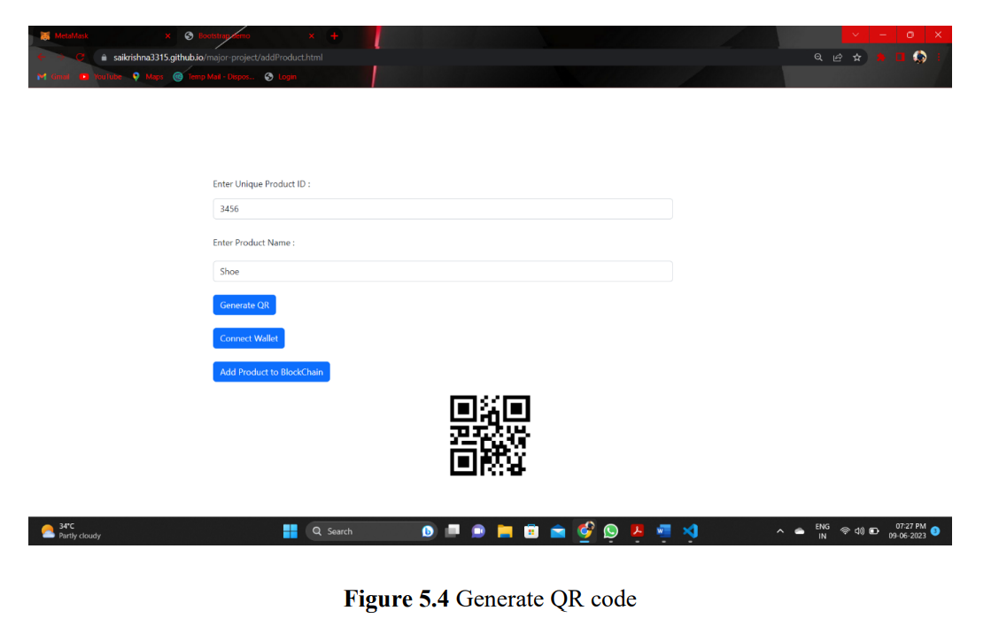 MetaMask
Bootstrap demo
saikrishna3315.github.io/major-project/addProduct.html
Gmail YouTube Maps Temp Mail - Dispos... Login
Enter Unique Product ID :
3456
Enter Product Name :
Shoe
Generate QR
Connect Wallet
Add Product to BlockChain
34°C
Partly cloudy
Search
ENG
IN
07:27 PM
09-06-2023
3
Figure 5.4 Generate QR code